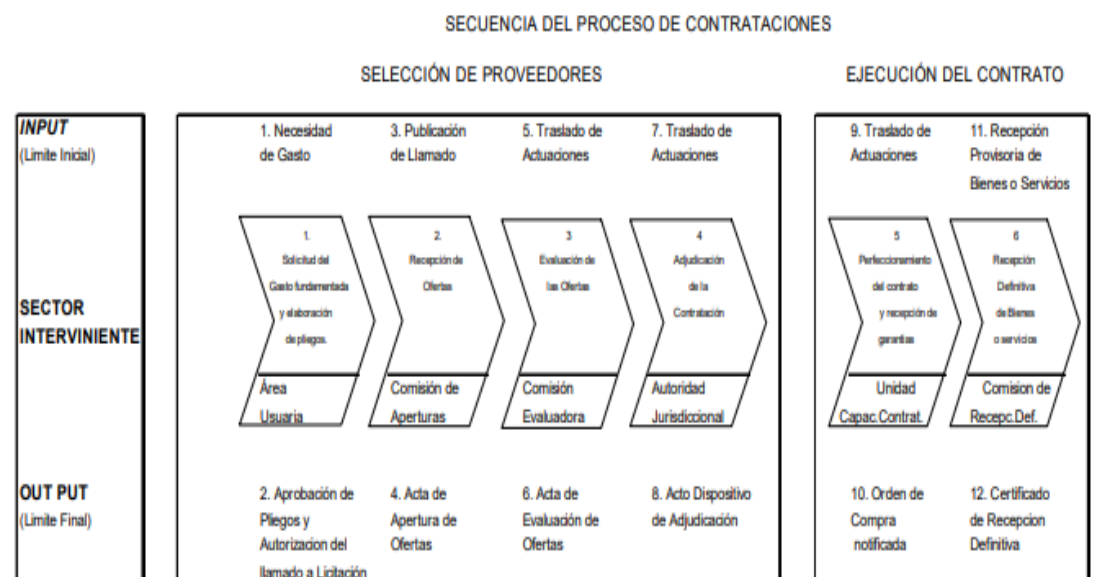 SECUENCIA DEL PROCESO DE CONTRATACIONES
SELECCIÓN DE PROVEEDORES
EJECUCIÓN DEL CONTRATO
INPUT
(Limite Inicial)
1. Necesidad
de Gasto
3. Publicación
de Llamado
5. Traslado de
Actuaciones
7. Traslado de
Actuaciones
9. Traslado de
Actuaciones
11. Recepción
Provisoria de
Bienes o Servicios
SECTOR
INTERVINIENTE
1.
Solicitud del
Gasto fundamentada
y elaboración
de pliegos.
Área
Usuaria
2.
Recepción de
Ofertas
Comisión de
Aperturas
3
Evaluación de
las Ofertas
Comisión
Evaluadora
4
Adjudicación
de la
Contratación
Autoridad
Jurisdiccional
5
Perfeccionamiento
del contrato
y recepción de
garantias
Unidad
Capac.Contrat.
6
Recepción
Definitiva
de Bienes
o servicios
Comision de
Recepc.Def.
OUT PUT
(Limite Final)
2. Aprobación de
Pliegos y
Autorizacion del
llamado a Licitación
4. Acta de
Apertura de
Ofertas
6. Acta de
Evaluación de
Ofertas
8. Acto Dispositivo
de Adjudicación
10. Orden de
Compra
notificada
12. Certificado
de Recepcion
Definitiva